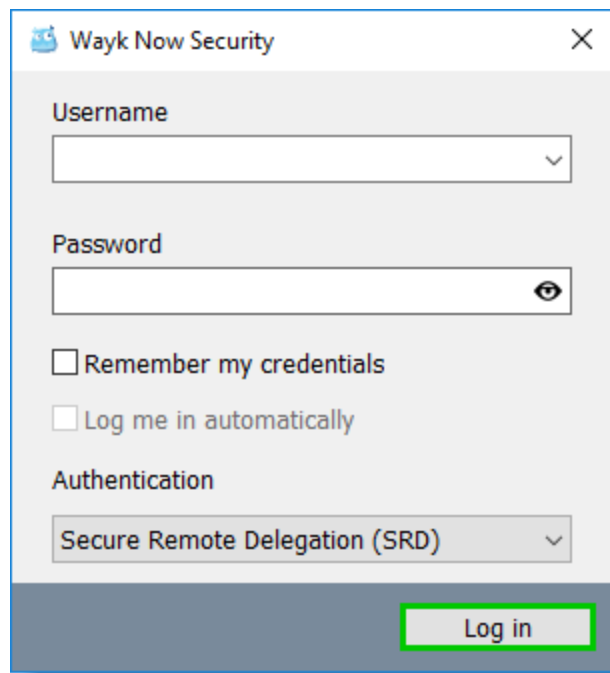 Wayk Now Security
Username
Password
Remember my credentials
Log me in automatically
Authentication
Secure Remote Delegation (SRD)
Log in